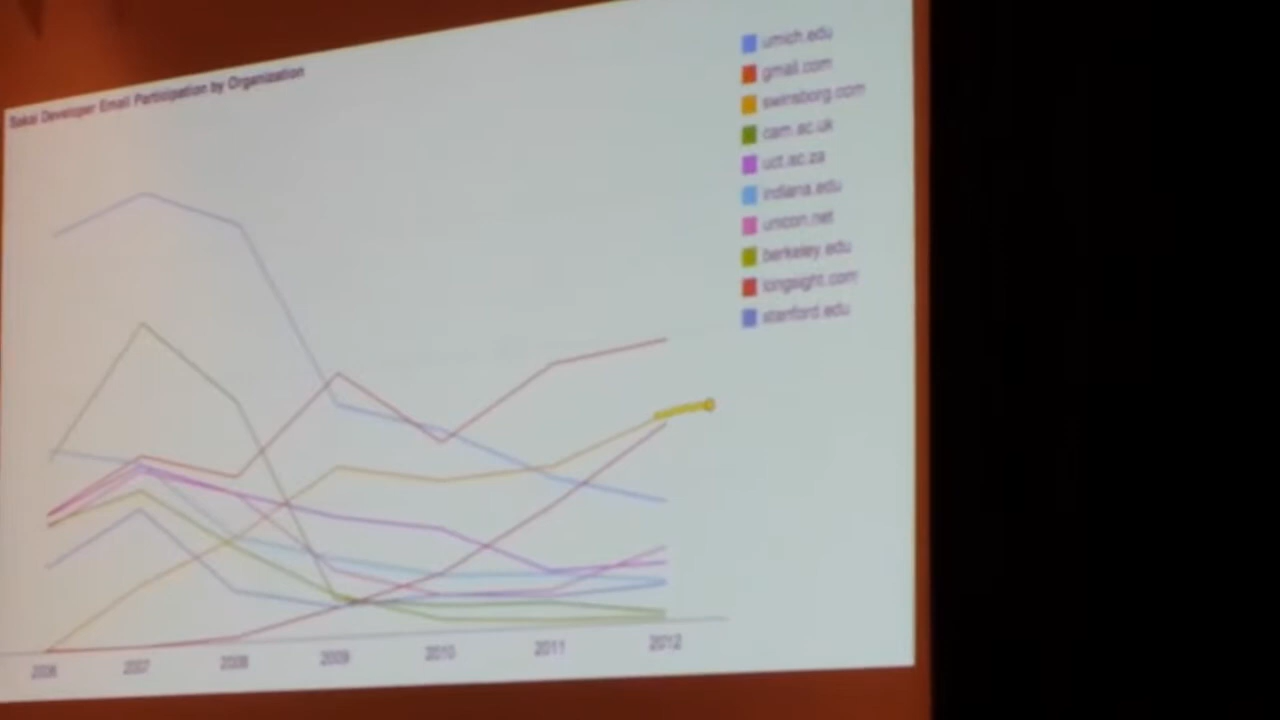 Sakai Developer Email Participation by Organization
umich.edu
gmail.com
swinsborg.com
cam.ac.uk
uct.ac.za
indiana.edu
unicon.net
berkeley.edu
longsight.com
stanford.edu
2006 2007 2008 2009 2010 2011 2012